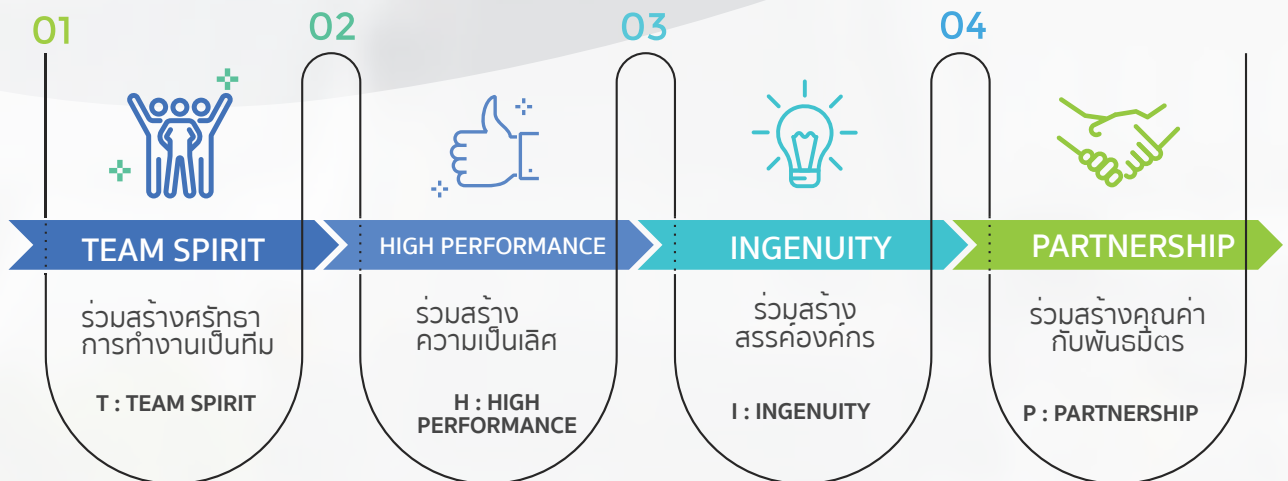 01
02
03
04
TEAM SPIRIT
HIGH PERFORMANCE
INGENUITY
PARTNERSHIP
ร่วมสร้างศรัทธา
การทำงานเป็นทีม
T : TEAM SPIRIT
ร่วมสร้าง
ความเป็นเลิศ
H : HIGH
PERFORMANCE
ร่วมสร้าง
สรรค์องค์กร
I : INGENUITY
ร่วมสร้างคุณค่า
กับพันธมิตร
P : PARTNERSHIP